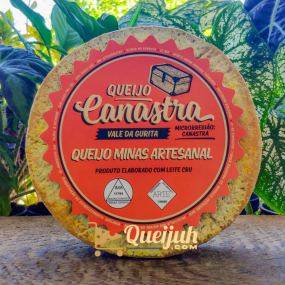 QUEIJO
Canastra
VALE DA GURITA
MICRORREGIÃO:
CANASTRA
QUEIJO MINAS ARTESANAL
PRODUTO ELABORADO COM LEITE CRU
ARTE
Queijuh
.COM